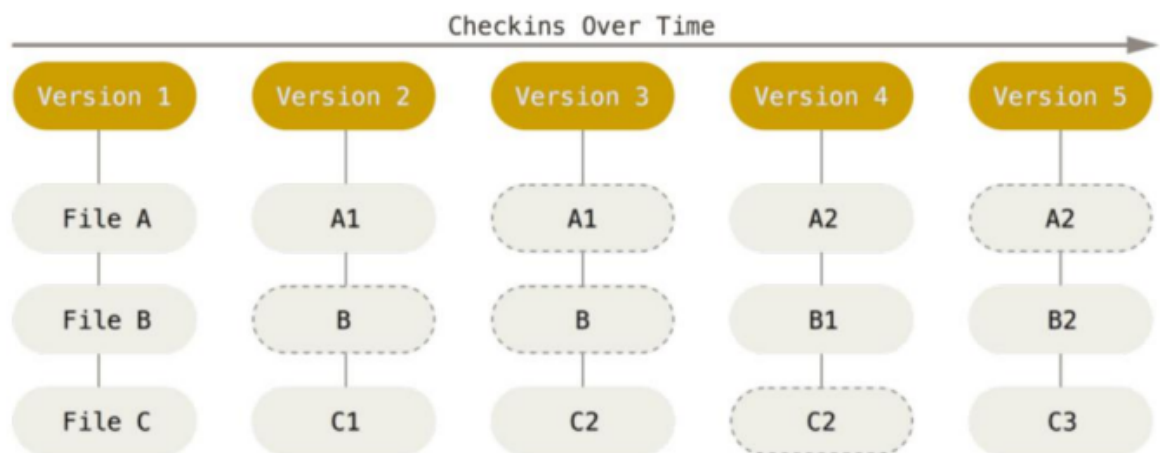 Checkins Over Time
Version 1 Version 2 Version 3 Version 4 Version 5
File A A1 A1 A2 A2
File B B B B1 B2
File C C1 C2 C2 C3